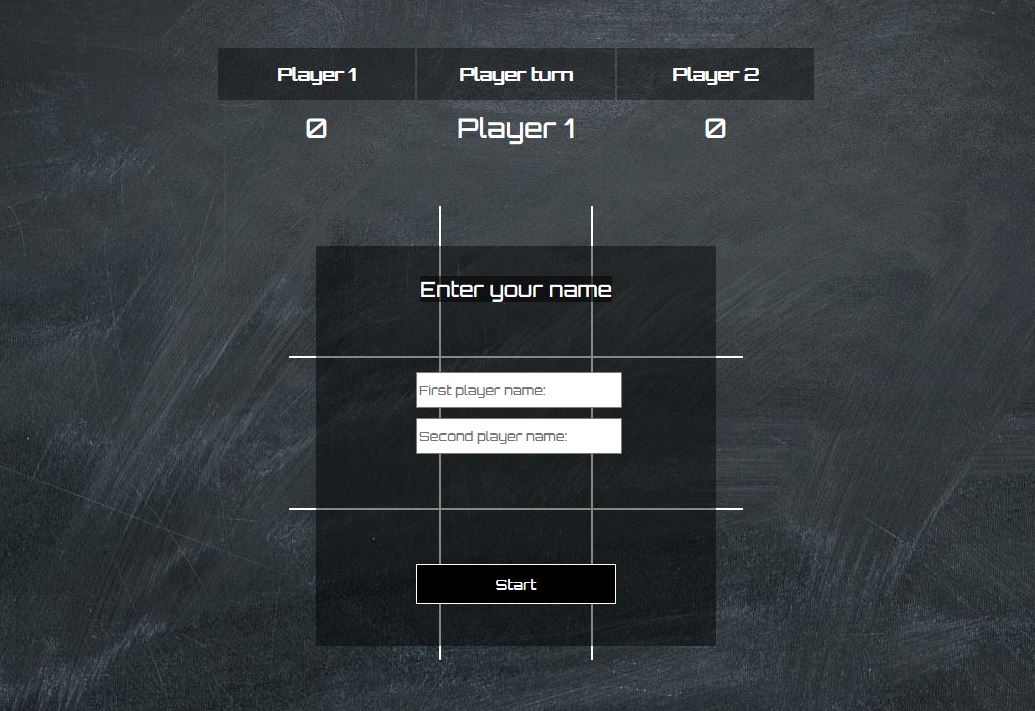 Player 1 Player turn Player 2
0 Player 1 0
Enter your name
First player name:
Second player name:
Start